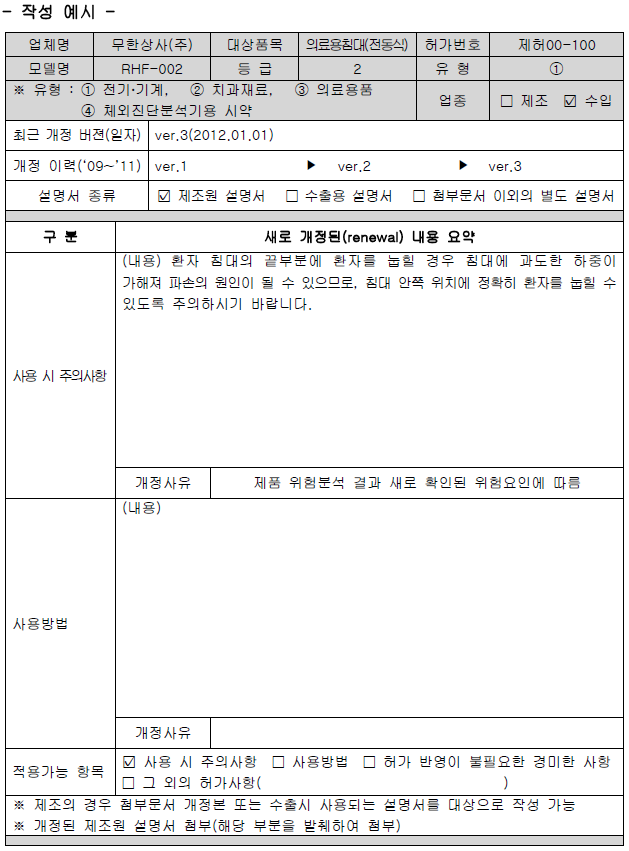 - 작성 예시 -
업체명 무한상사(주) 대상품목 의료용침대(전동식) 허가번호 제허00-100
모델명 RHF-002 등 급 2 유 형 ①
※ 유형 : ① 전기·기계, ② 치과재료, ③ 의료용품
④ 체외진단분석기용 시약
업종 □ 제조 ☑ 수입
최근 개정 버젼(일자) ver.3(2012.01.01)
개정 이력('09~'11) ver.1 ▶ ver.2 ▶ ver.3
설명서 종류 ☑ 제조원 설명서 □ 수출용 설명서 □ 첨부문서 이외의 별도 설명서
구 분 새로 개정된(renewal) 내용 요약
사용 시 주의사항
(내용) 환자 침대의 끝부분에 환자를 눕힐 경우 침대에 과도한 하중이
가해져 파손의 원인이 될 수 있으므로, 침대 안쪽 위치에 정확히 환자를 눕힐 수
있도록 주의하시기 바랍니다.
개정사유 제품 위험분석 결과 새로 확인된 위험요인에 따름
사용방법
(내용)
개정사유
적용가능 항목
☑ 사용 시 주의사항 □ 사용방법 □ 허가 반영이 불필요한 경미한 사항
□ 그 외의 허가사항( )
※ 제조의 경우 첨부문서 개정본 또는 수출시 사용되는 설명서를 대상으로 작성 가능
※ 개정된 제조원 설명서 첨부(해당 부분을 발췌하여 첨부)